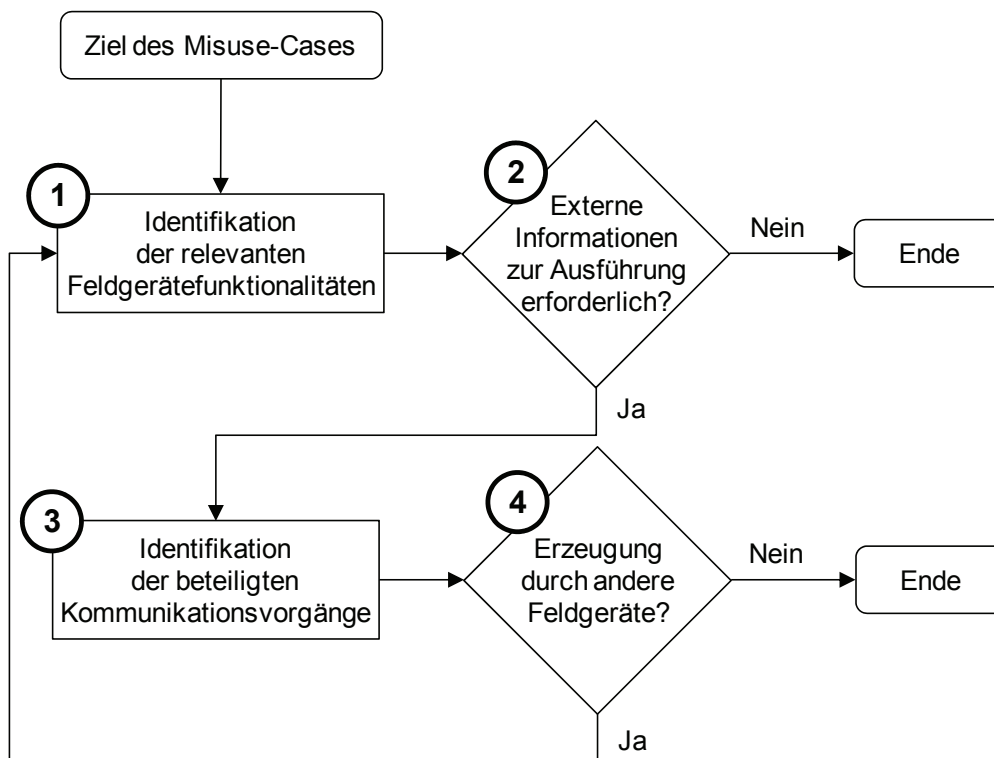 Ziel des Misuse-Cases
1
Identifikation
der relevanten
Feldgerätefunktionalitäten
2
Externe
Informationen
zur Ausführung
erforderlich?
Nein
Ende
Ja
3
Identifikation
der beteiligten
Kommunikationsvorgänge
4
Erzeugung
durch andere
Feldgeräte?
Nein
Ende
Ja